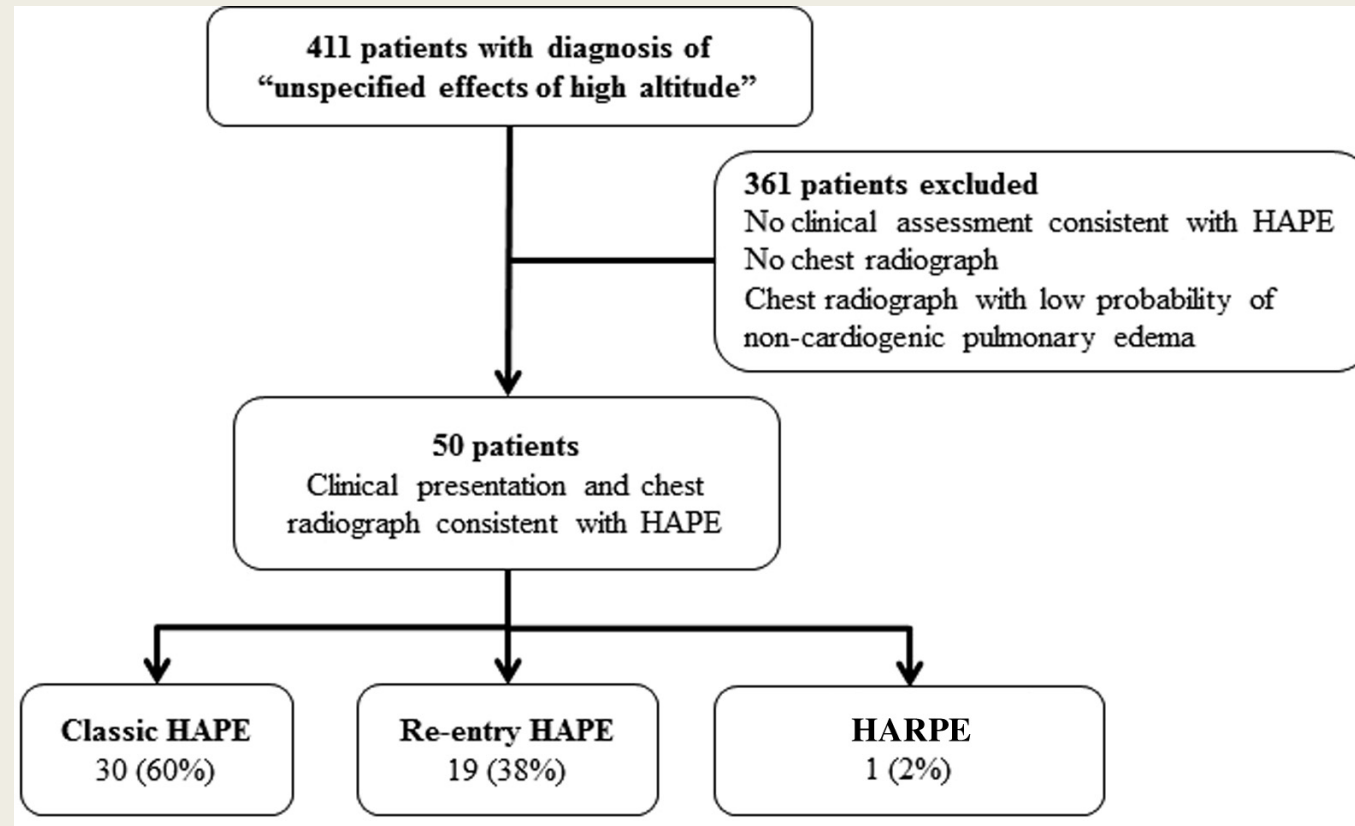 411 patients with diagnosis of
“unspecified effects of high altitude”
361 patients excluded
No clinical assessment consistent with HAPE
No chest radiograph
Chest radiograph with low probability of
non-cardiogenic pulmonary edema
50 patients
Clinical presentation and chest
radiograph consistent with HAPE
Classic HAPE
30 (60%)
Re-entry HAPE
19 (38%)
HARPE
1 (2%)